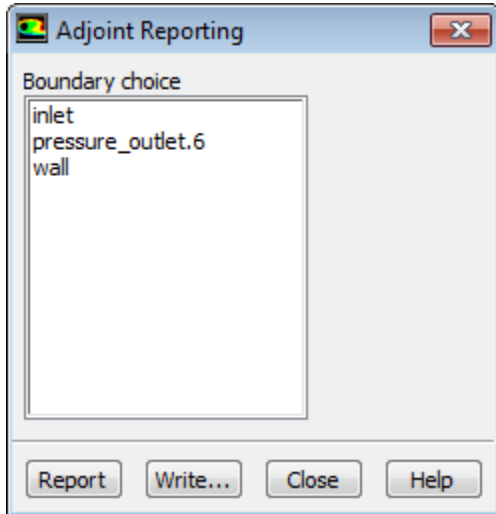 Adjoint Reporting
Boundary choice
inlet
pressure_outlet.6
wall
Report Write... Close Help